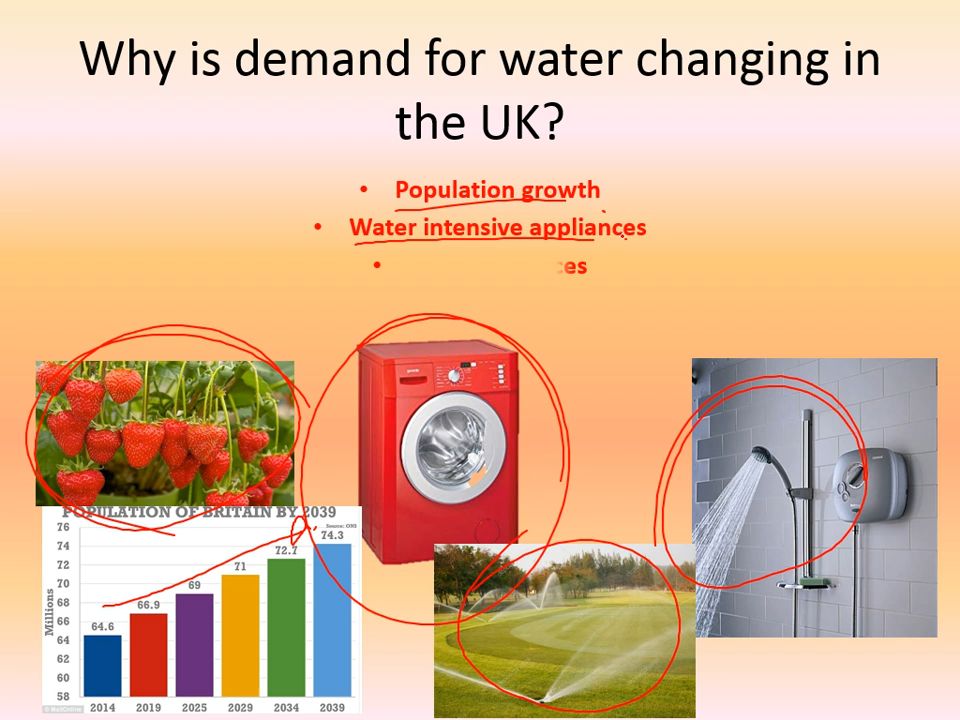 Why is demand for water changing in
the UK?
• Population growth
• Water intensive appliances
• ces
POPULATION OF BRITAIN BY 2039
Source: ONS
76
74
72
70
68
66
64
62
60
58
Millions
64.6
66.9
69
71
72.7
74.3
2014
2019
2025
2029
2034
2039
© MailOnline